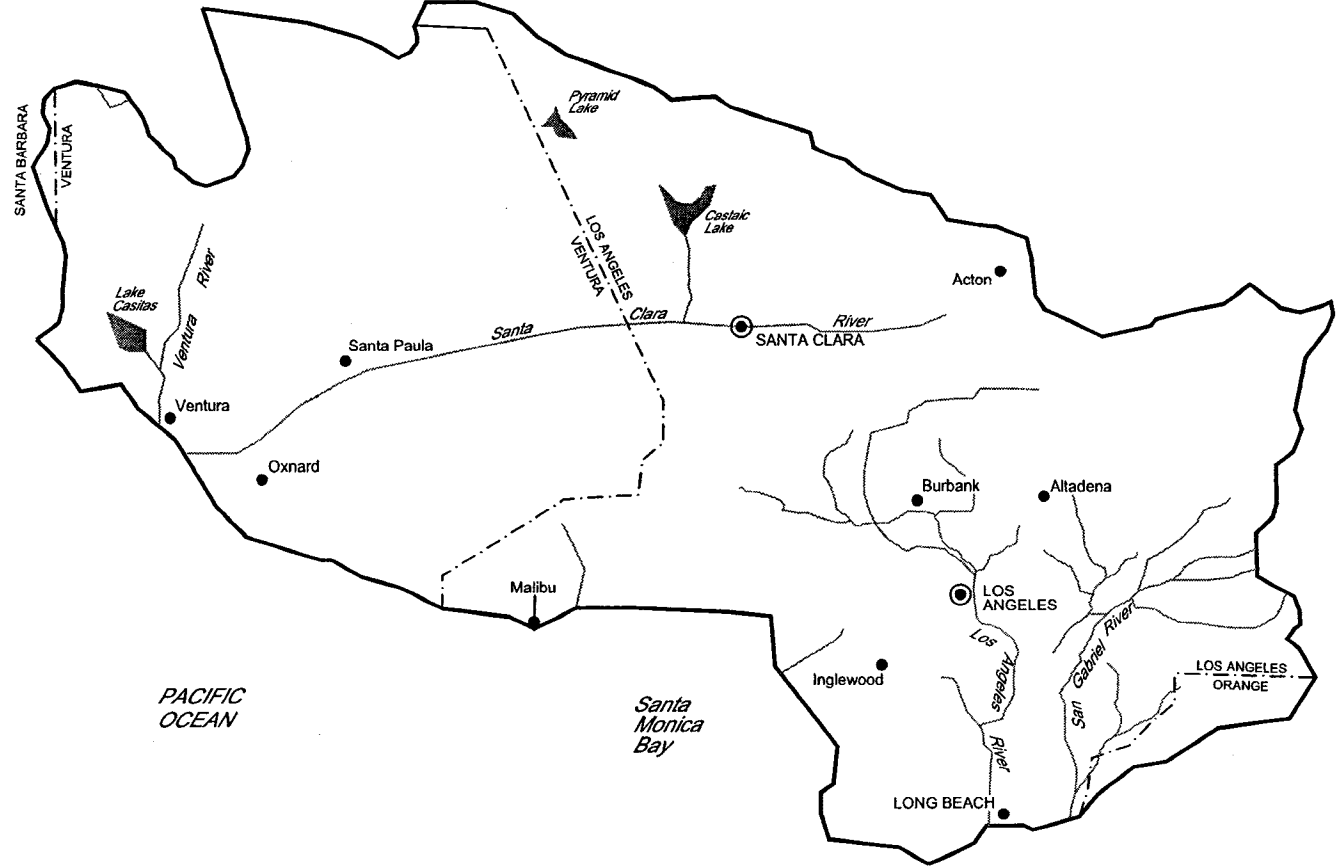 Pyramid
Lake
SANTA BARBARA
VENTURA
Castaic
Lake
LOS ANGELES
VENTURA
Acton
River
Lake
Casitas
Ventura
Santa
Clara
River
SANTA CLARA
Santa Paula
Ventura
Oxnard
Burbank
Altadena
Malibu
LOS
ANGELES
Los
Angeles
River
San
Gabriel
River
Inglewood
LOS ANGELES
ORANGE
PACIFIC
OCEAN
Santa
Monica
Bay
LONG BEACH